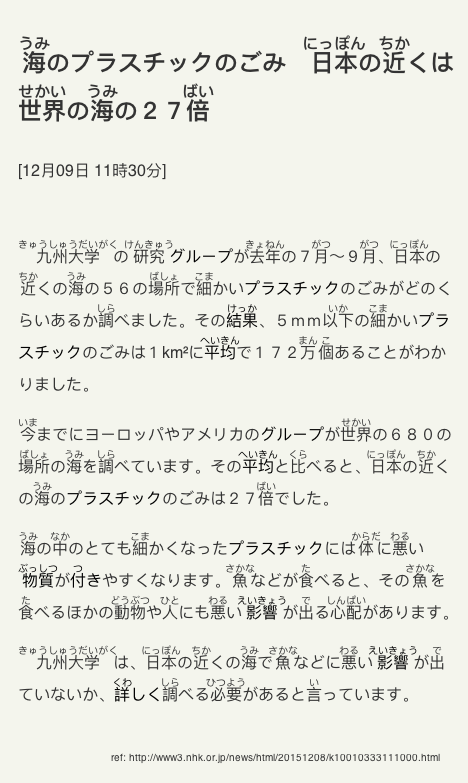 海のプラスチックのごみ　日本の近くは
世界の海の２７倍
[12月09日 11時30分]
九州大学の研究グループが去年の７月～９月、日本の
近くの海の５６の場所で細かいプラスチックのごみがどのく
らいあるか調べました。その結果、５ｍｍ以下の細かいプラ
スチックのごみは１km²に平均で１７２万個あることがわか
りました。
今までにヨーロッパやアメリカのグループが世界の６８０の
場所の海を調べています。その平均と比べると、日本の近く
の海のプラスチックのごみは２７倍でした。
海の中のとても細かくなったプラスチックには体に悪い
物質が付きやすくなります。魚などが食べると、その魚を
食べるほかの動物や人にも悪い影響が出る心配があります。
九州大学は、日本の近くの海で魚などに悪い影響が出
ていないか、詳しく調べる必要があると言っています。
ref: http://www3.nhk.or.jp/news/html/20151208/k10010333111000.html